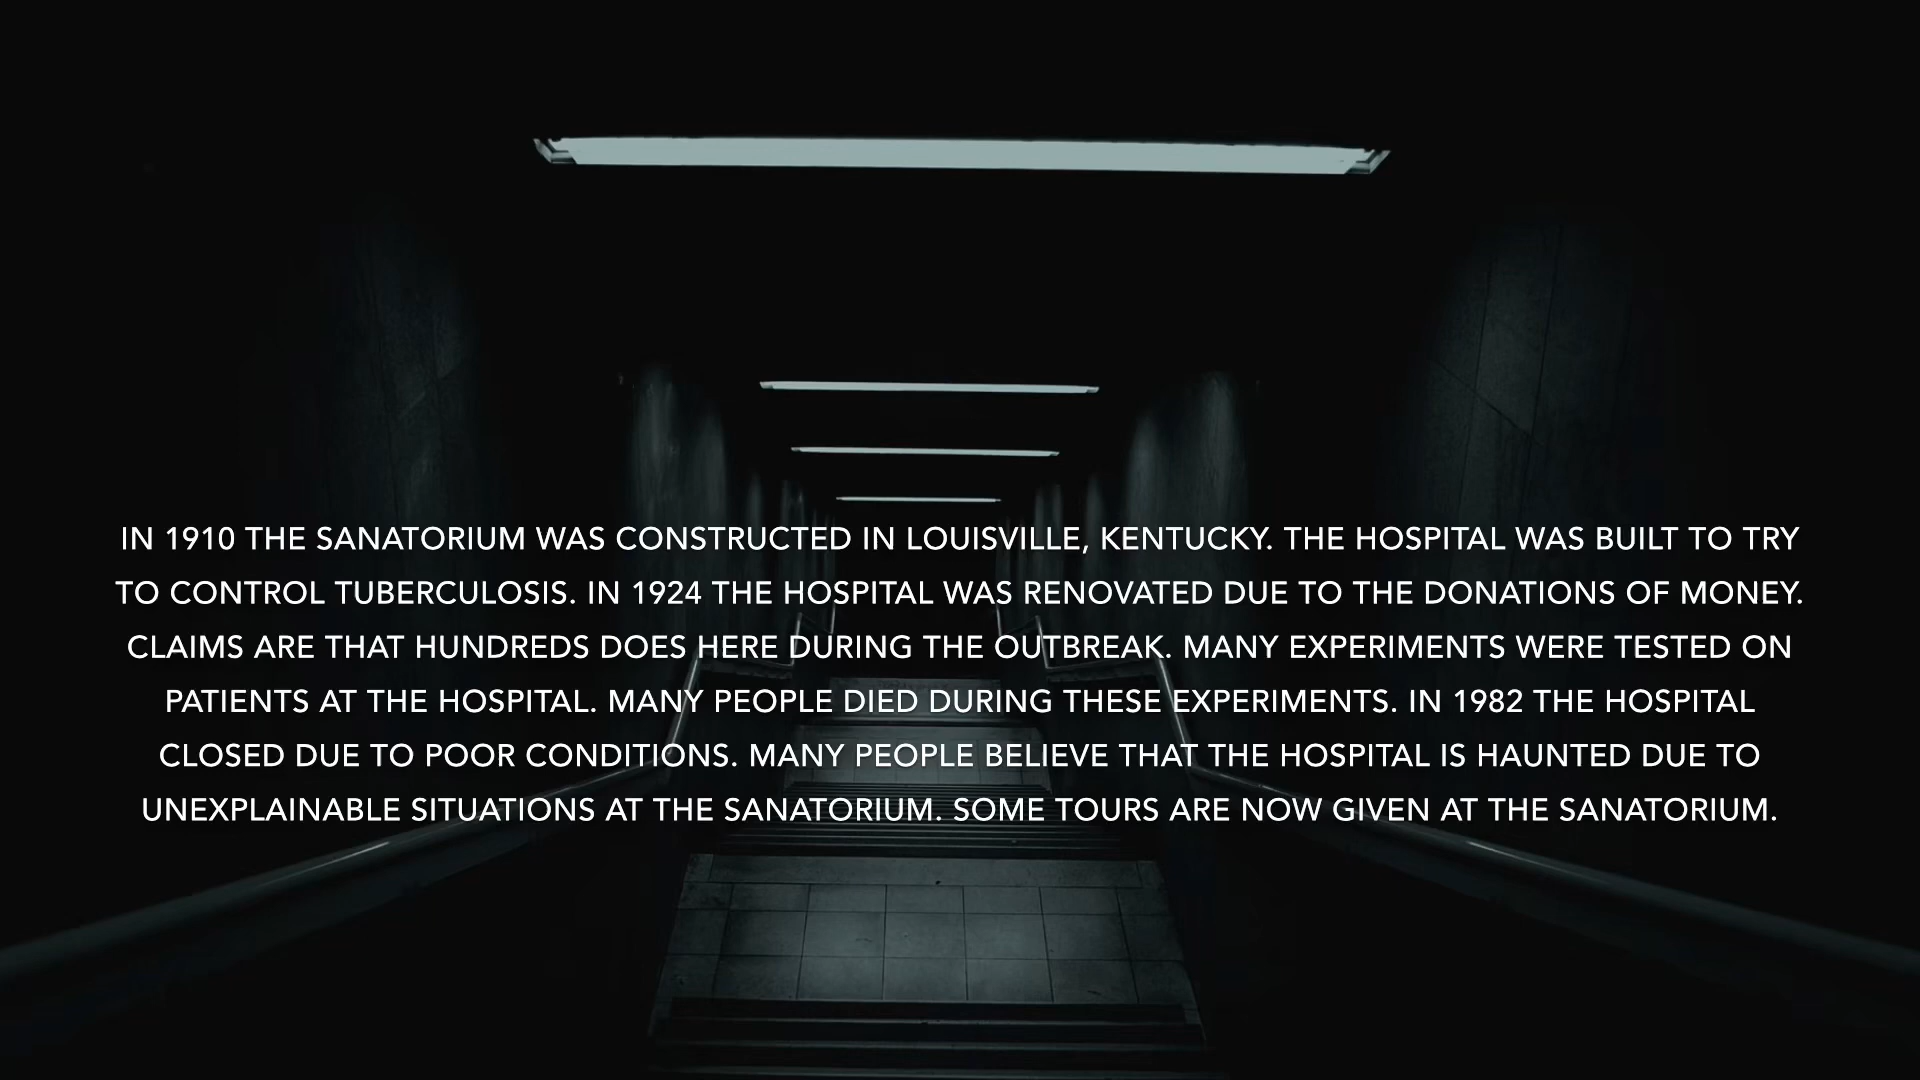 IN 1910 THE SANATORIUM WAS CONSTRUCTED IN LOUISVILLE, KENTUCKY. THE HOSPITAL WAS BUILT TO TRY
TO CONTROL TUBERCULOSIS. IN 1924 THE HOSPITAL WAS RENOVATED DUE TO THE DONATIONS OF MONEY.
CLAIMS ARE THAT HUNDREDS DOES HERE DURING THE OUTBREAK. MANY EXPERIMENTS WERE TESTED ON
PATIENTS AT THE HOSPITAL. MANY PEOPLE DIED DURING THESE EXPERIMENTS. IN 1982 THE HOSPITAL
CLOSED DUE TO POOR CONDITIONS. MANY PEOPLE BELIEVE THAT THE HOSPITAL IS HAUNTED DUE TO
UNEXPLAINABLE SITUATIONS AT THE SANATORIUM. SOME TOURS ARE NOW GIVEN AT THE SANATORIUM.